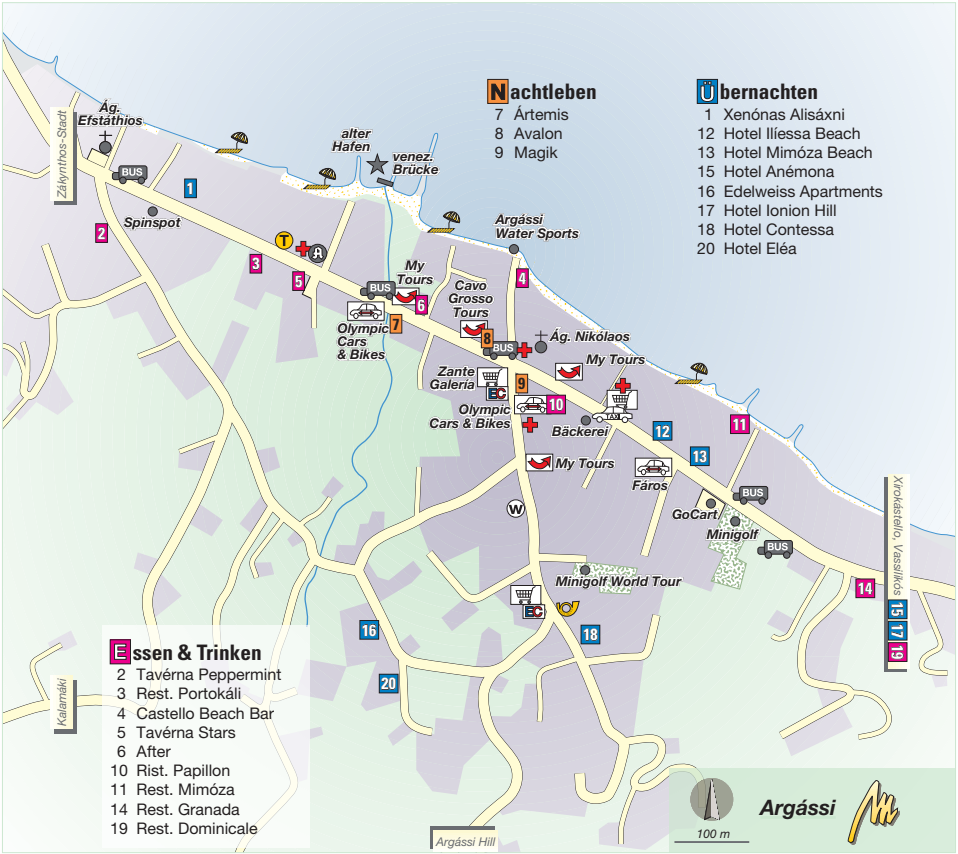 Nachtleben
7 Ártemis
8 Avalon
9 Magik
Übernachten
1 Xenónas Alisáxni
12 Hotel Ilíessa Beach
13 Hotel Mimóza Beach
15 Hotel Anémona
16 Edelweiss Apartments
17 Hotel Ionion Hill
18 Hotel Contessa
20 Hotel Eléa
Zákynthos-Stadt
Ág.
Efstáthios
BUS
1
Spinspot
2
alter
Hafen
venez.
Brücke
T
A
3
5
Argássi
Water Sports
4
My
Tours
BUS
6
Cavo
Grosso
Tours
Olympic
Cars
& Bikes
7
8
BUS
Ág. Nikólaos
My Tours
Zante
Galería
EC
9
Olympic
Cars & Bikes
10
TAXI
Bäckerei
12
11
My Tours
13
Fáros
W
GoCart
BUS
Minigolf
BUS
Xirokástello, Vassilikós
15
17
19
14
Minigolf World Tour
EC
16
18
20
Essen & Trinken
2 Tavérna Peppermint
3 Rest. Portokáli
4 Castello Beach Bar
5 Tavérna Stars
6 After
10 Rist. Papillon
11 Rest. Mimóza
14 Rest. Granada
19 Rest. Dominicale
Kalamáki
Argássi Hill
100 m
Argássi